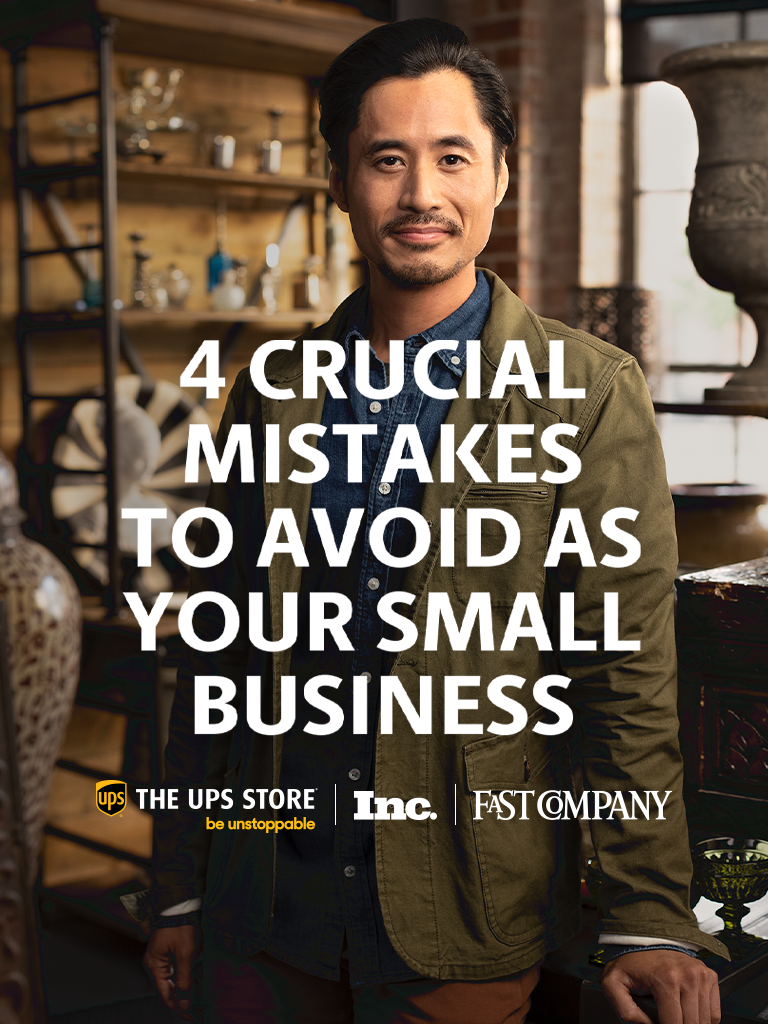 4 CRUCIAL
MISTAKES
TO AVOID AS
YOUR SMALL
BUSINESS
ups THE UPS STORE
be unstoppable
Inc.
FAST COMPANY